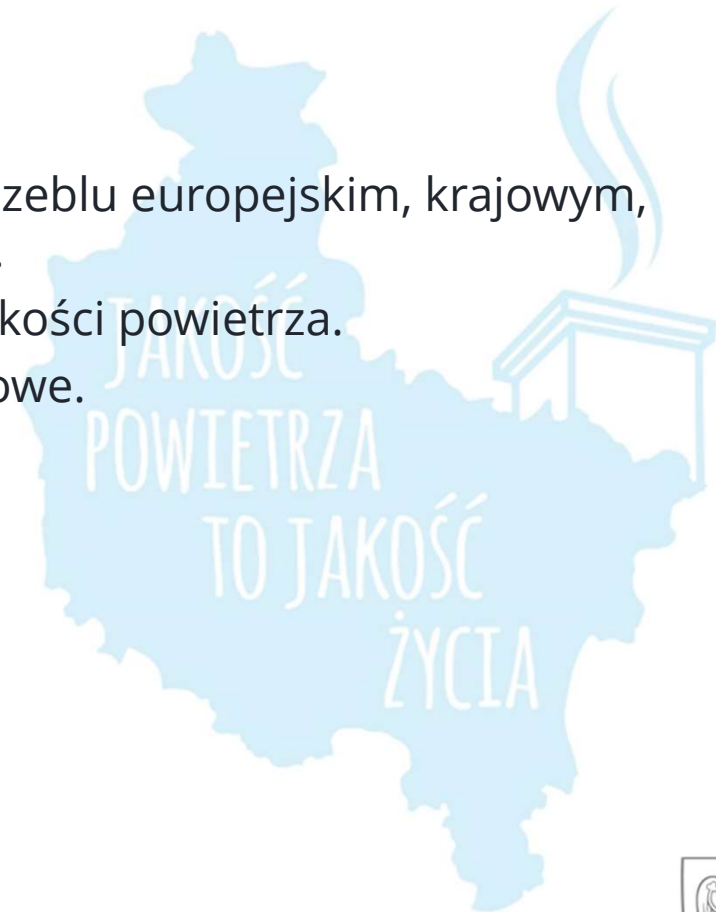 zeblu europejskim, krajowym,
.
kości powietrza.
owe.
JAKOŚĆ
POWIETRZA
TO JAKOŚĆ
ŻYCIA